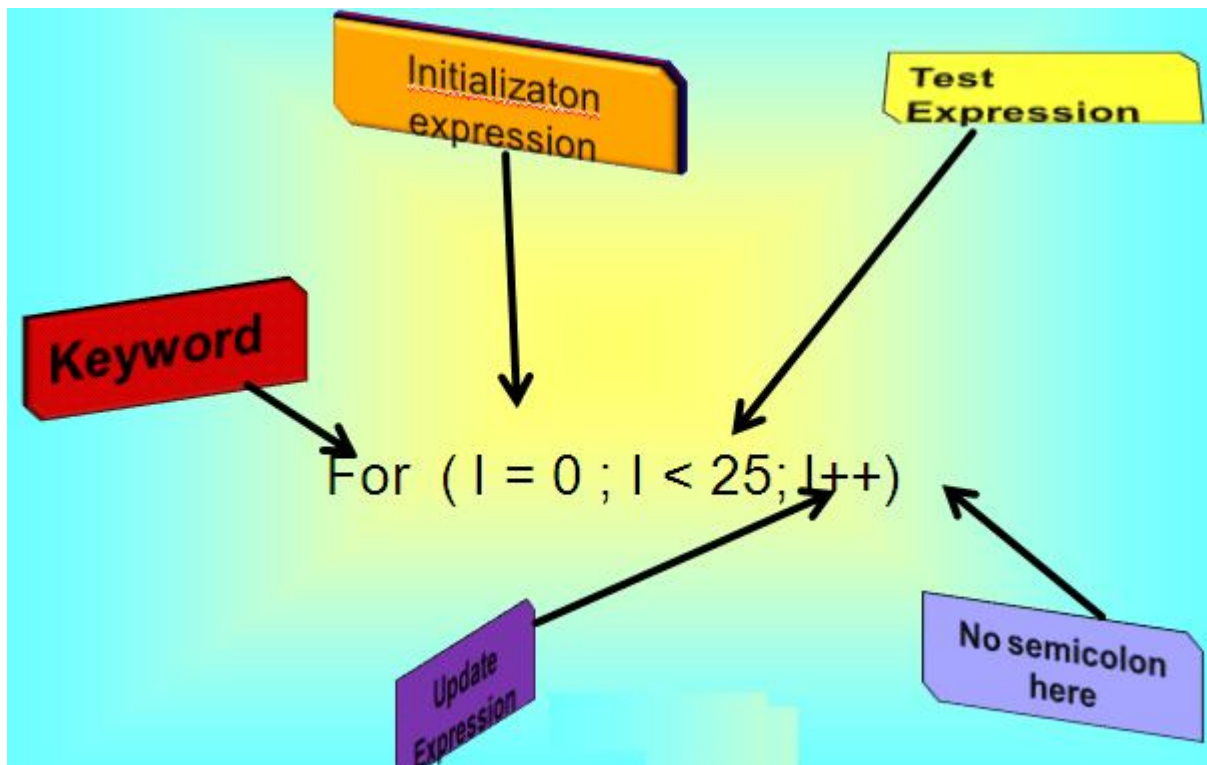 Initializaton
expression
Test
Expression
Keyword
For ( I = 0 ; I < 25; I++)
Update
Expression
No semicolon
here